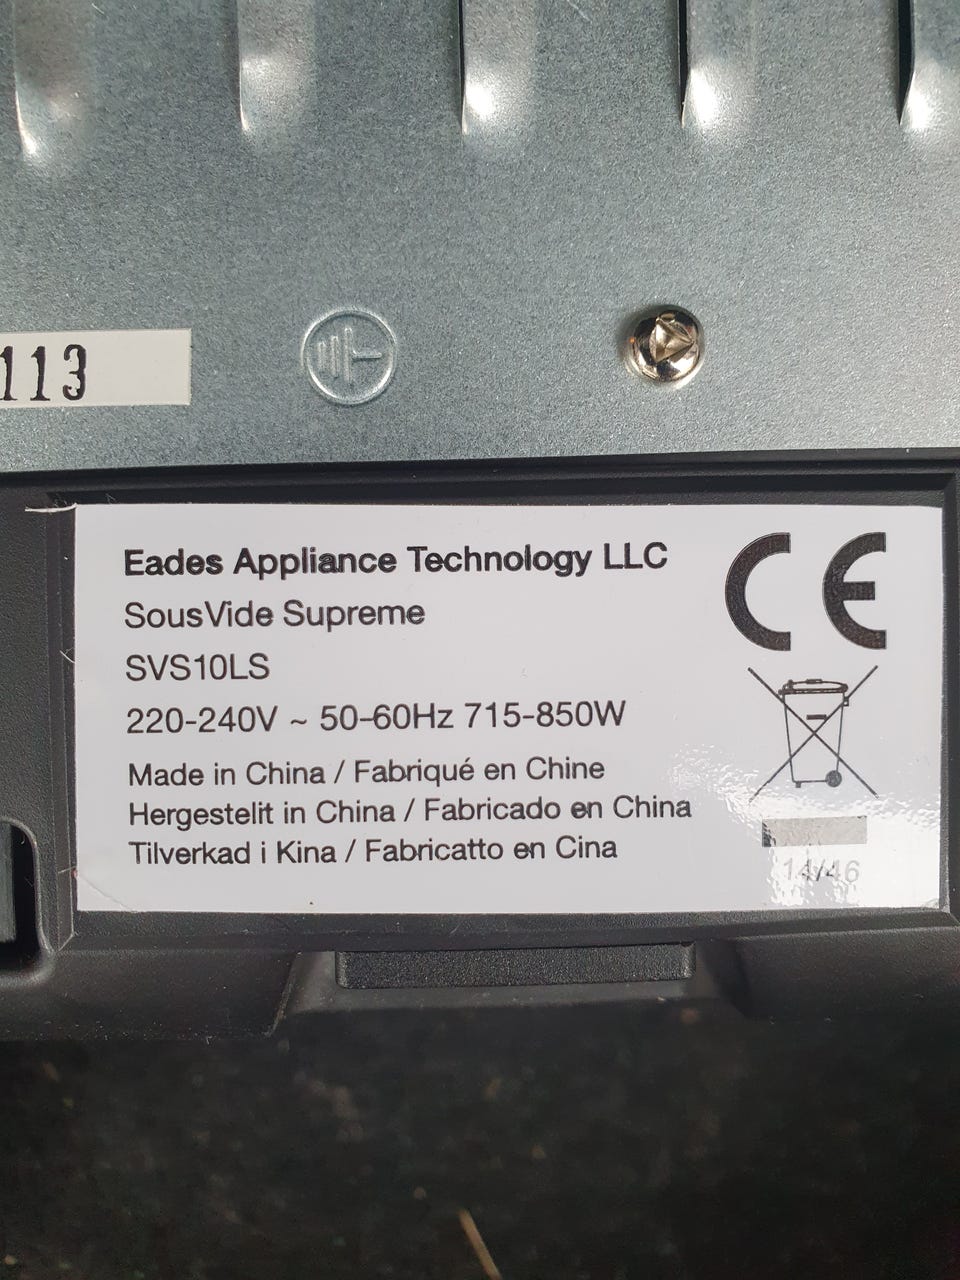 113
Eades Appliance Technology LLC
SousVide Supreme
SVS10LS
220-240V ~ 50-60Hz 715-850W
Made in China / Fabriqué en Chine
Hergestelit in China / Fabricado en China
Tilverkad i Kina / Fabricatto en Cina
CE
14/46